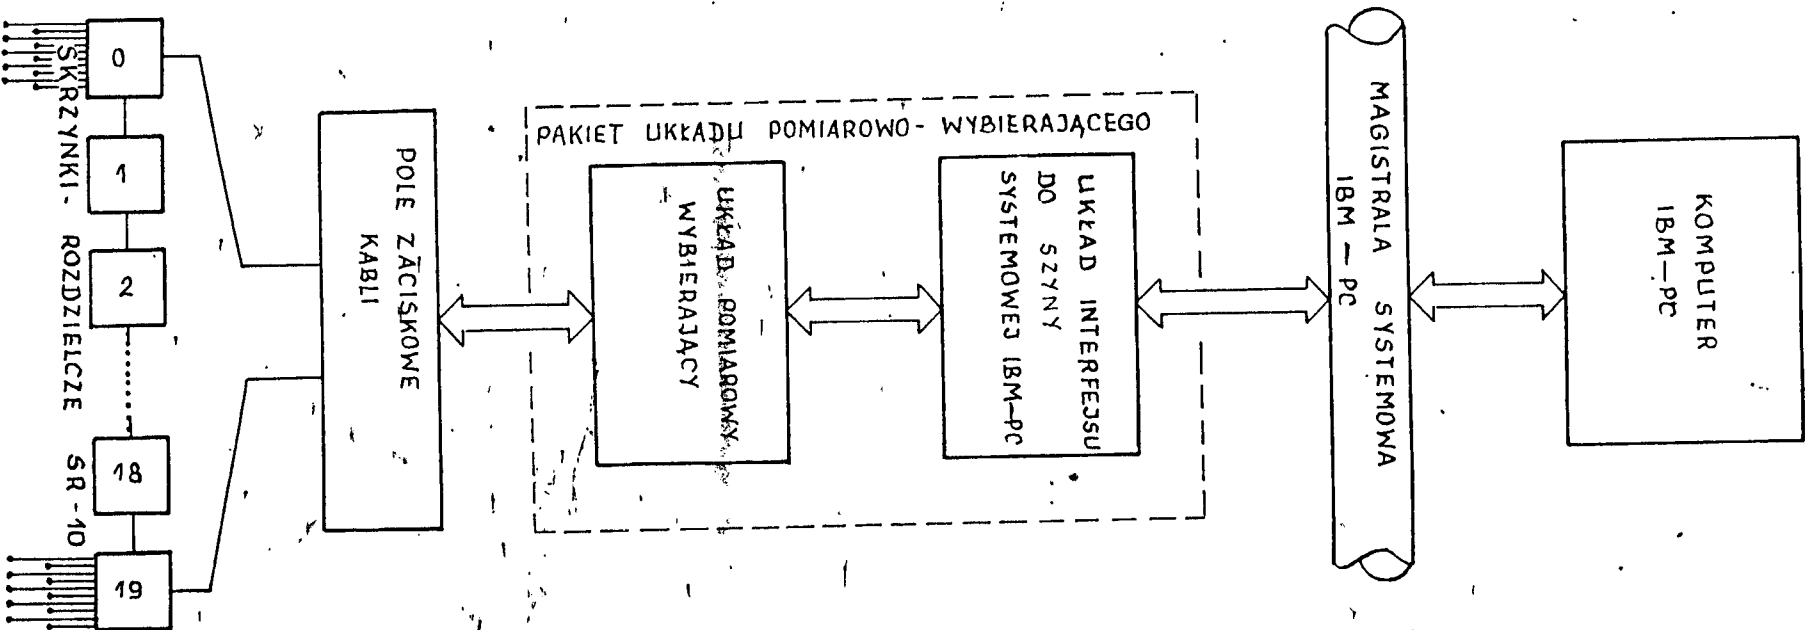 0
1
2
18
19
SKRZYNKI- ROZDZIELCZE SR-10
POLE ZACISKOWE
KABLI
PAKIET UKŁADU POMIAROWO- WYBIERAJĄCEGO
UKŁAD POMIAROWY
WYBIERAJĄCY
UKŁAD INTERFEJSU
DO SZYNY
SYSTEMOWEJ IBM-PC
MAGISTRALA SYSTEMOWA
IBM-PC
KOMPUTER
IBM-PC